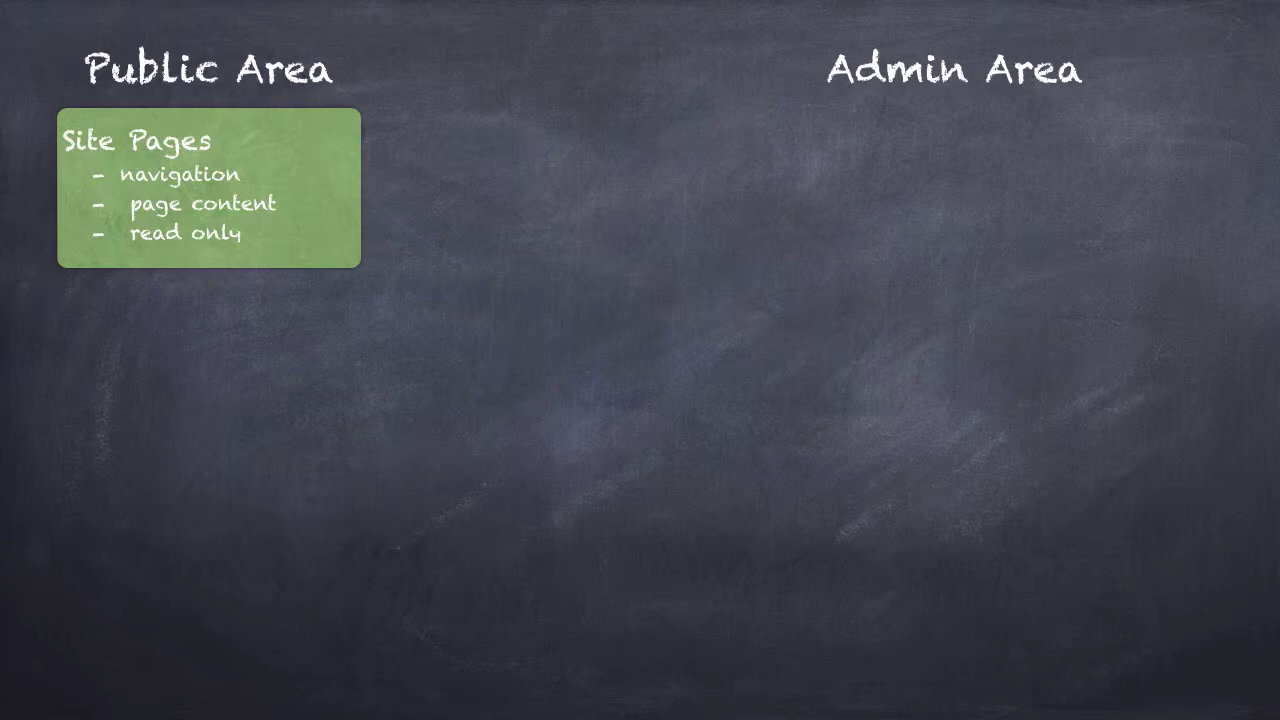 Public Area
Admin Area
Site Pages
- navigation
- page content
- read only